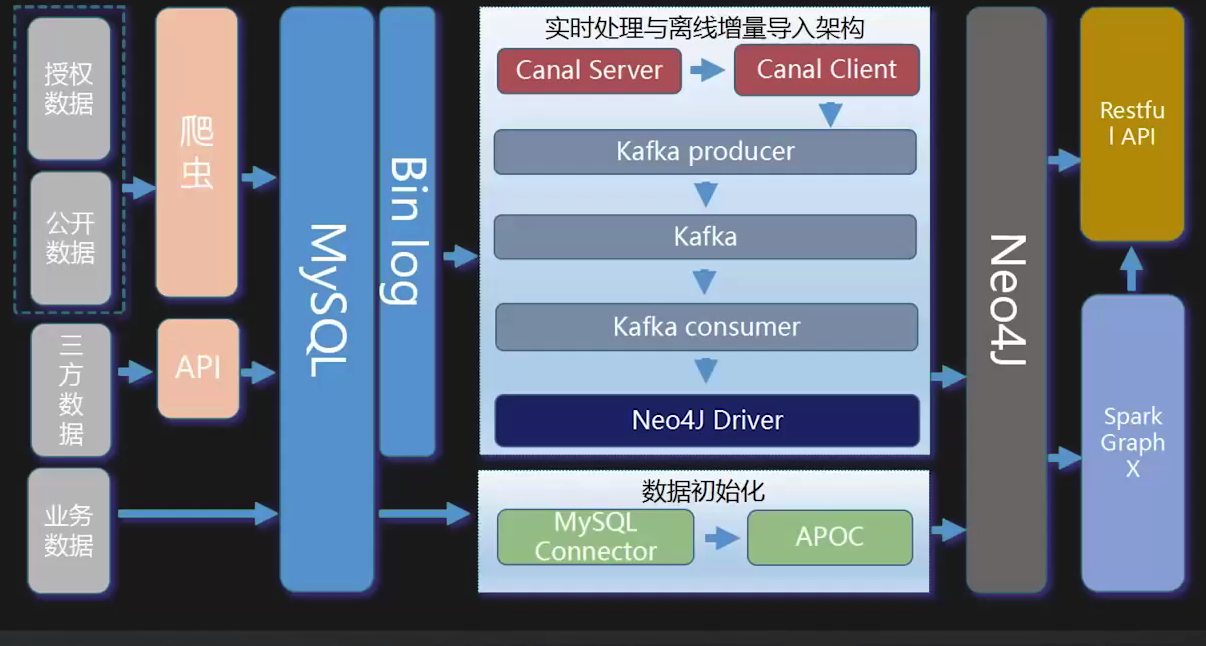 授权
数据
公开
数据
三
方
数
据
业务
数据
爬
虫
API
MySQL
Bin log
实时处理与离线增量导入架构
Canal Server
Canal Client
Kafka producer
Kafka
Kafka consumer
Neo4J Driver
数据初始化
MySQL
Connector
APOC
Neo4J
Restfu
l API
Spark
Graph
X